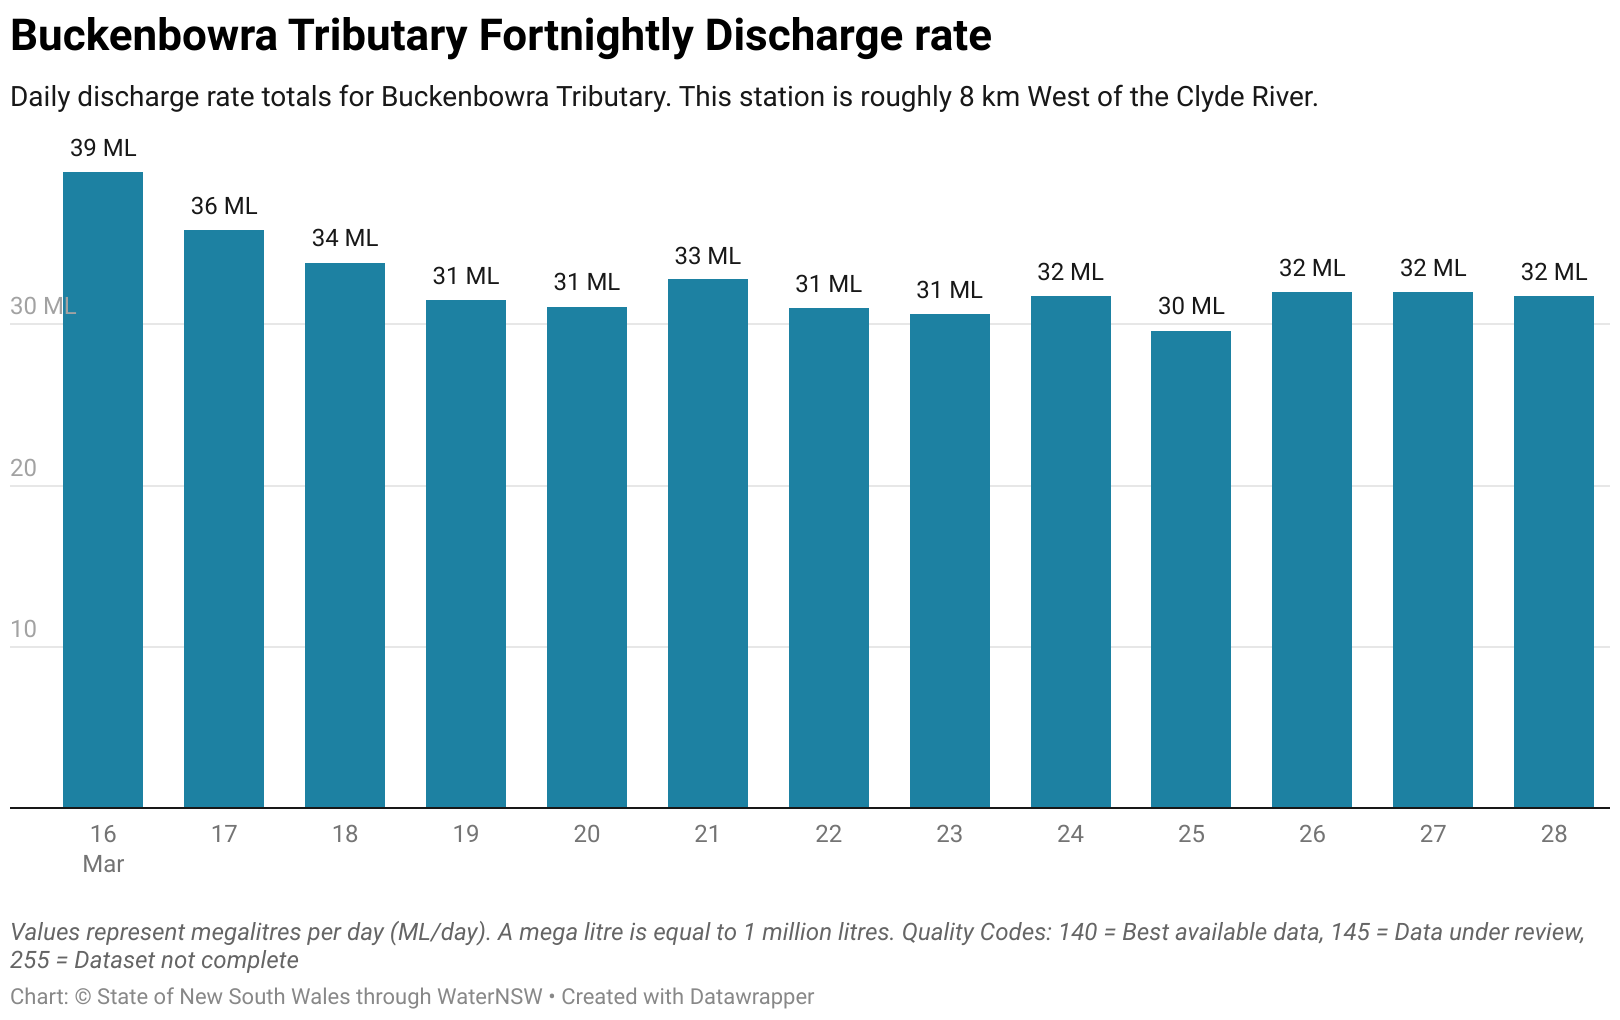 Buckenbowra Tributary Fortnightly Discharge rate
Daily discharge rate totals for Buckenbowra Tributary. This station is roughly 8 km West of the Clyde River.
39 ML
36 ML
34 ML
31 ML
31 ML
33 ML
31 ML
31 ML
32 ML
30 ML
32 ML
32 ML
32 ML
30 ML
20
10
16 17 18 19 20 21 22 23 24 25 26 27 28
Mar
Values represent megalitres per day (ML/day). A mega litre is equal to 1 million litres. Quality Codes: 140 = Best available data, 145 = Data under review,
255 = Dataset not complete
Chart: © State of New South Wales through WaterNSW • Created with Datawrapper